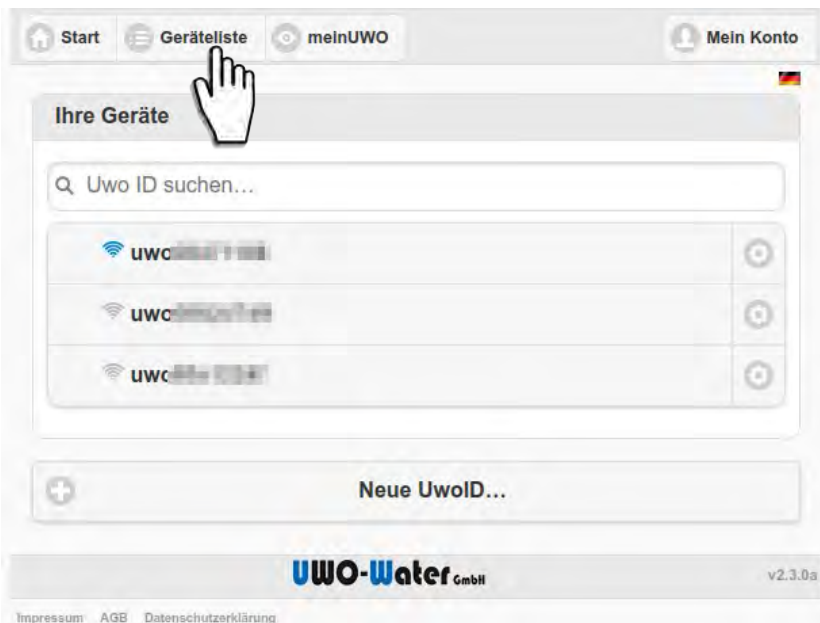 Start Geräteliste meinUWO Mein Konto
Ihre Geräte
Uwo ID suchen...
uwo
uwo
uwo
Neue UwoID...
UWO-Water GmbH v2.3.0a
Impressum AGB Datenschutzerklärung